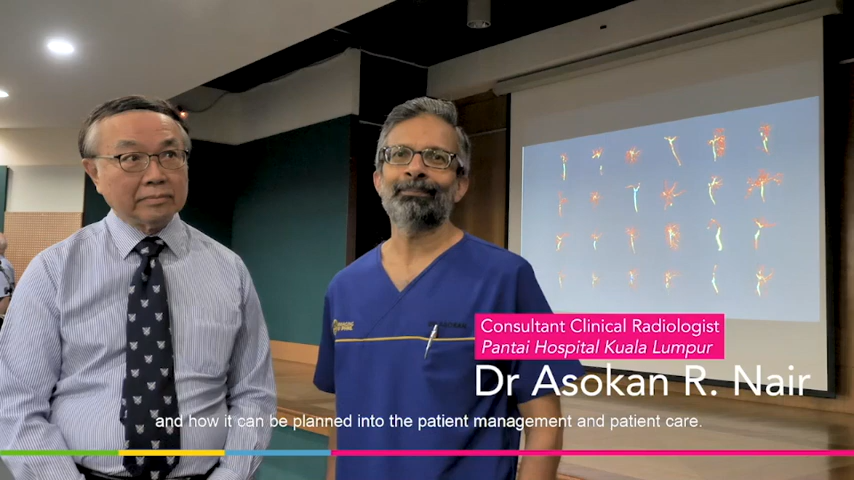 Consultant Clinical Radiologist
Pantai Hospital Kuala Lumpur
Dr Asokan R. Nair
and how it can be planned into the patient management and patient care.